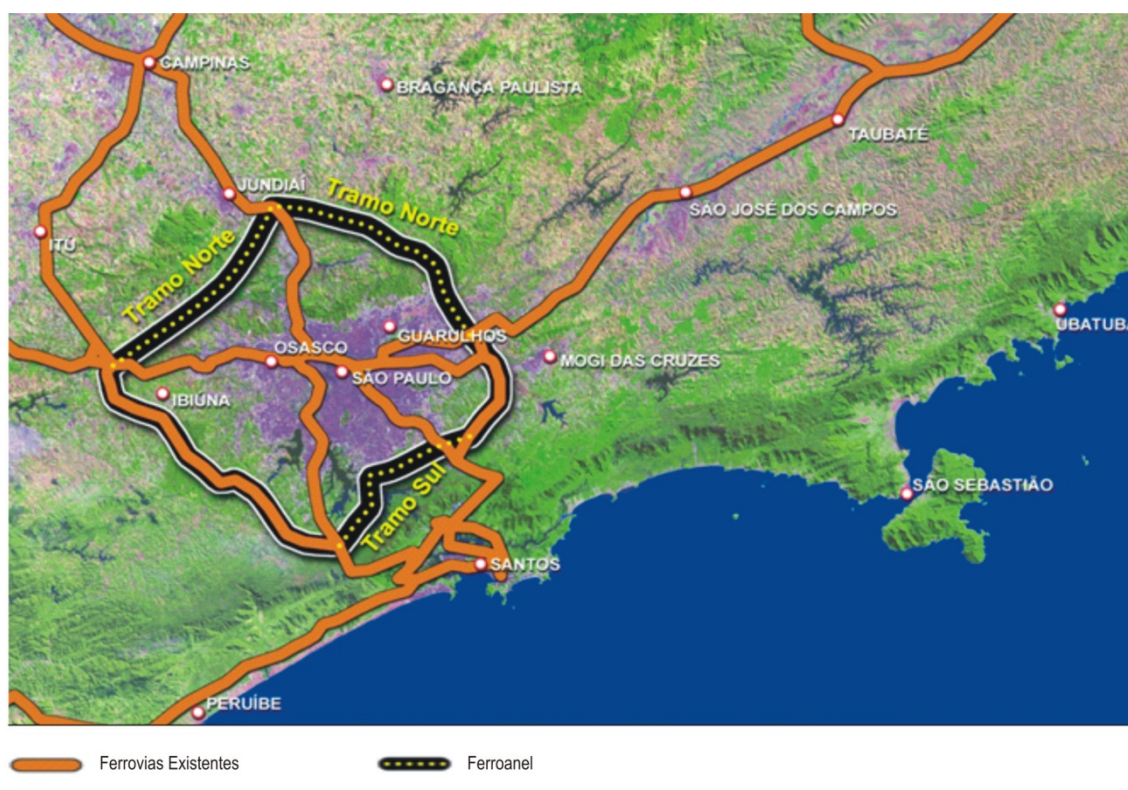 CAMPINAS
BRAGANÇA PAULISTA
TAUBATÉ
JUNDIAÍ
Tramo Norte
SÃO JOSÉ DOS CAMPOS
ITÚ
Tramo Norte
UBATUBA
GUARULHOS
OSASCO
MOGI DAS CRUZES
SÃO PAULO
IBIÚNA
Tramo Sul
SÃO SEBASTIÃO
SANTOS
PERUÍBE
Ferrovias Existentes
Ferroanel